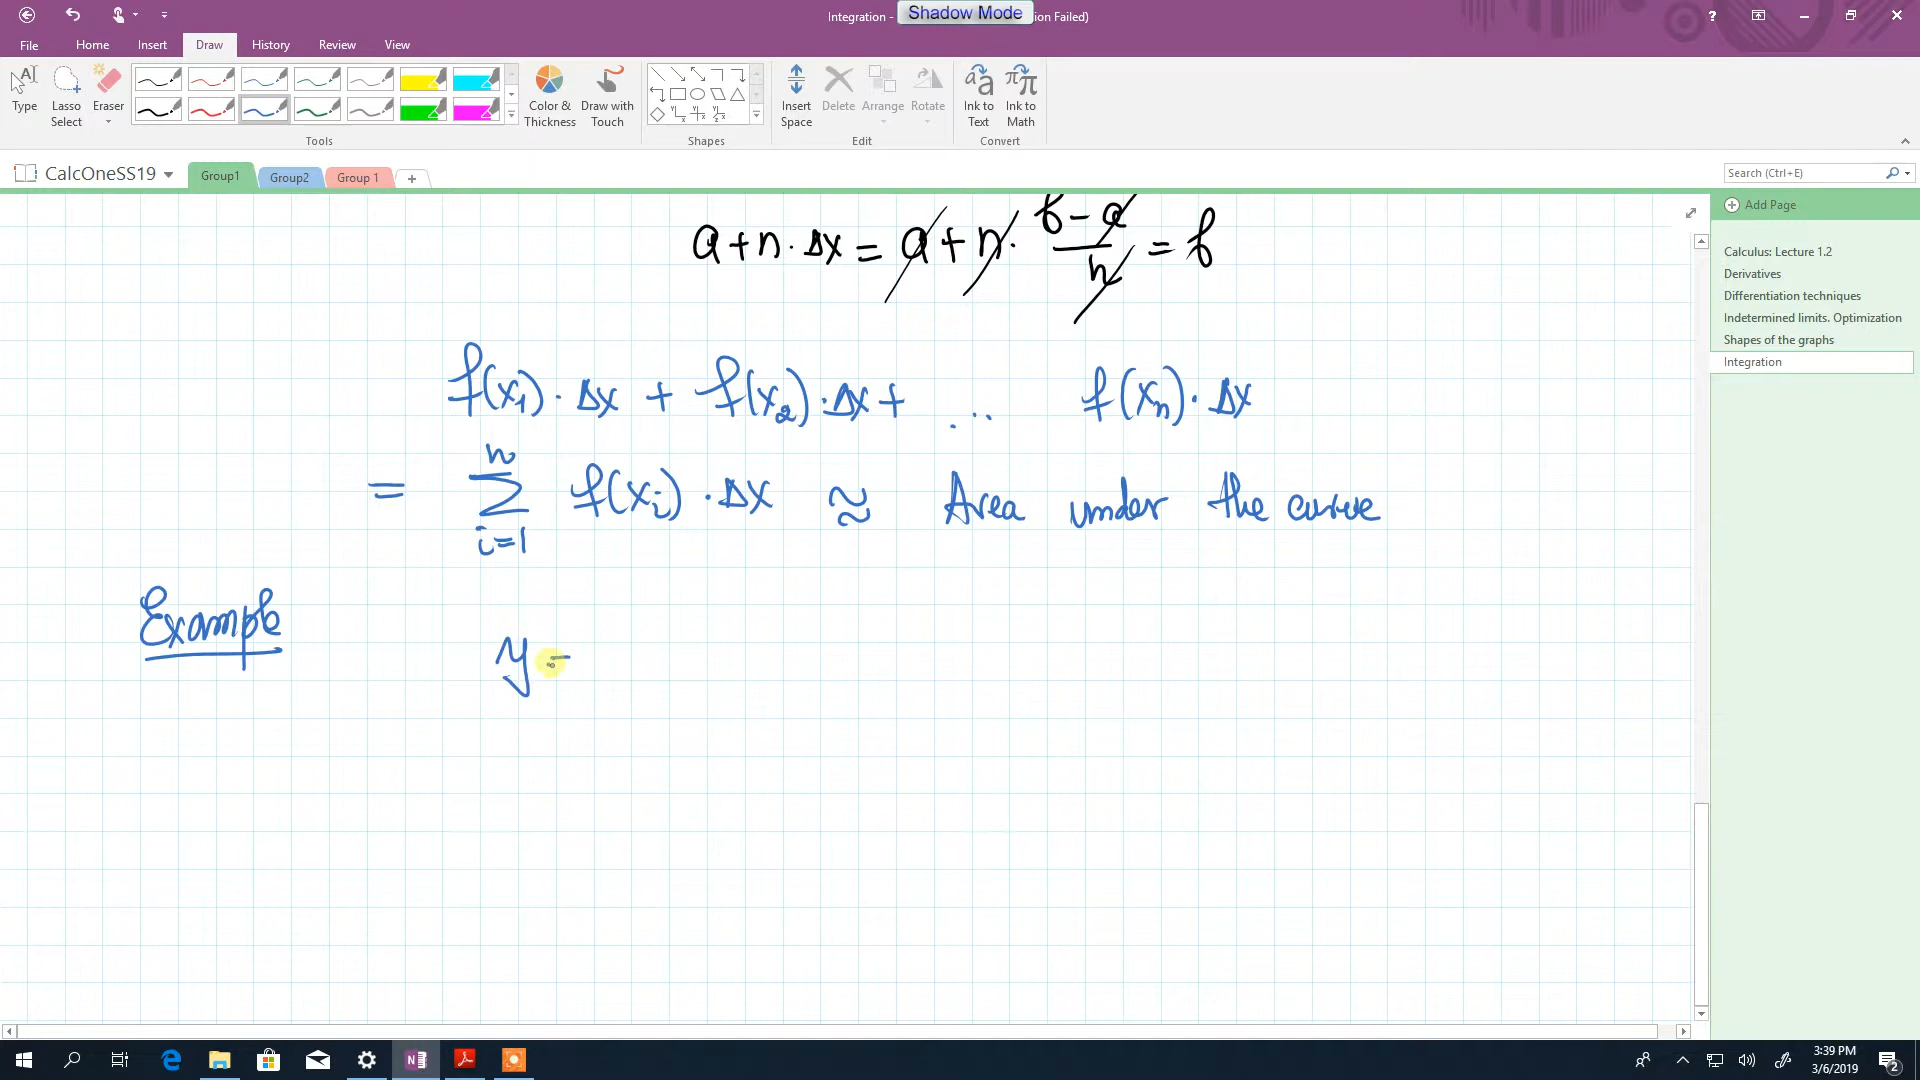 Integration - 
Shadow Mode
ion Failed)
File Home Insert Draw History Review View
Type
Lasso Select
Eraser
Color & Thickness
Draw with Touch
Insert Space
Delete
Arrange
Rotate
Ink to Text
Ink to Math
Tools Shapes Edit Convert
CalcOneSS19 Group1 Group2 Group 1
Search (Ctrl+E)
Add Page
Calculus: Lecture 1.2
Derivatives
Differentiation techniques
Indetermined limits. Optimization
Shapes of the graphs
Integration
a + n · Δx = a + n · (b - a)/n = b
f(x₁) · Δx + f(x₂) · Δx + ... f(xₙ) · Δx
= ∑ᵢ₌₁ⁿ f(xᵢ) · Δx ≈ Area under the curve
Example
y =
3:39 PM
3/6/2019
2